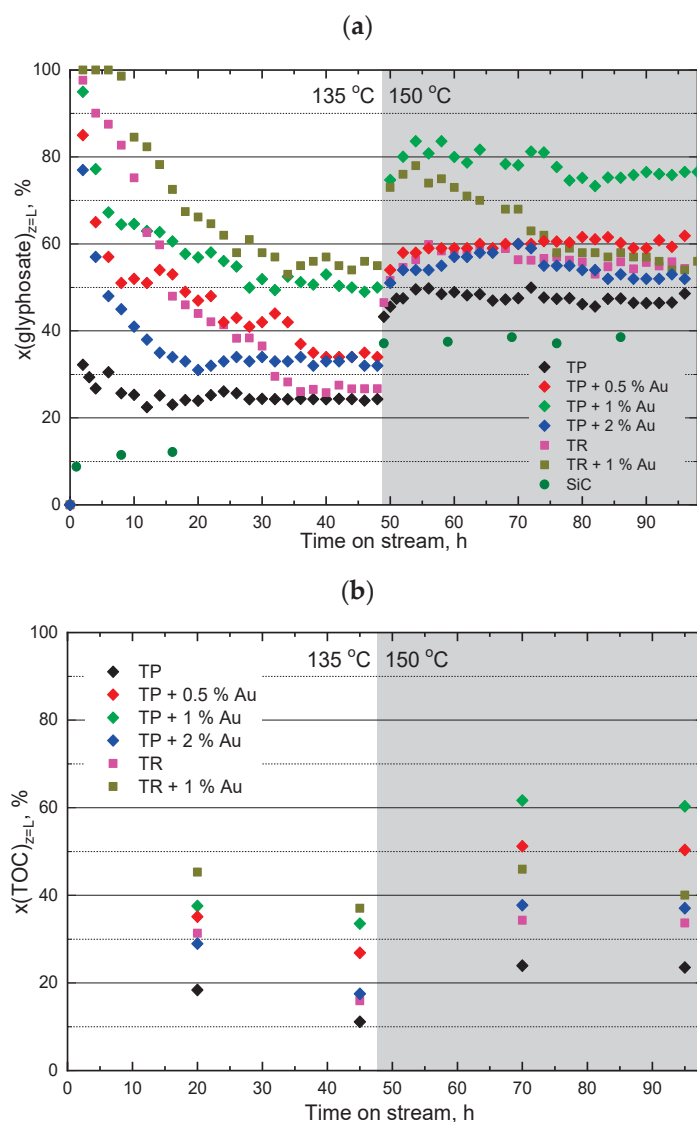 (a)
100
80
60
40
20
0
x(glyphosate)z=L, %
135 °C
150 °C
TP
TP + 0.5 % Au
TP + 1 % Au
TP + 2 % Au
TR
TR + 1 % Au
SiC
0 10 20 30 40 50 60 70 80 90
Time on stream, h
(b)
100
80
60
40
20
0
x(TOC)z=L, %
135 °C
150 °C
TP
TP + 0.5 % Au
TP + 1 % Au
TP + 2 % Au
TR
TR + 1 % Au
0 10 20 30 40 50 60 70 80 90
Time on stream, h